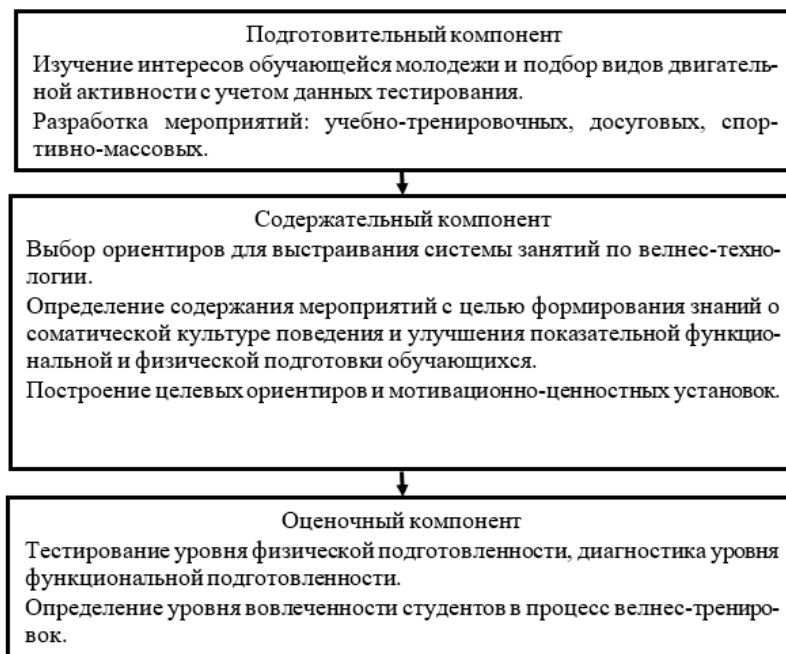 Подготовительный компонент
Изучение интересов обучающейся молодежи и подбор видов двигатель-
ной активности с учетом данных тестирования.
Разработка мероприятий: учебно-тренировочных, досуговых, спор-
тивно-массовых.
Содержательный компонент
Выбор ориентиров для выстраивания системы занятий по велнес-техно-
логии.
Определение содержания мероприятий с целью формирования знаний о
соматической культуре поведения и улучшения показательной функцио-
нальной и физической подготовки обучающихся.
Построение целевых ориентиров и мотивационно-ценностных установок.
Оценочный компонент
Тестирование уровня физической подготовленности, диагностика уровня
функциональной подготовленности.
Определение уровня вовлеченности студентов в процесс велнес-трениро-
вок.